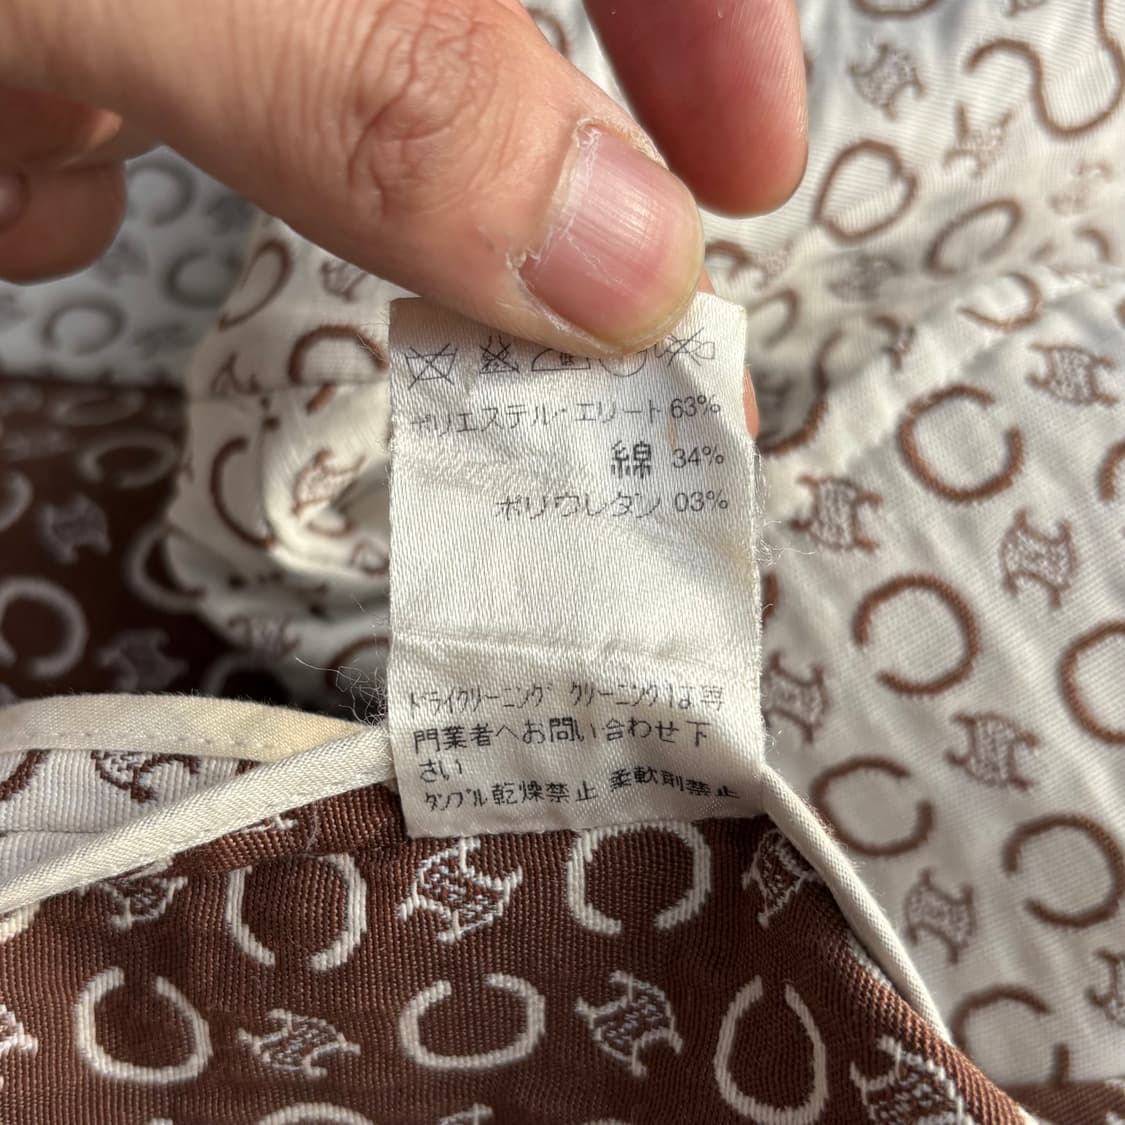 ポリエステル・エリート 63%
綿 34%
ポリウレタン 03%
ドライクリーニング クリーニングは専
門業者へお問い合わせ下
さい
タンブル乾燥禁止 柔軟剤禁止